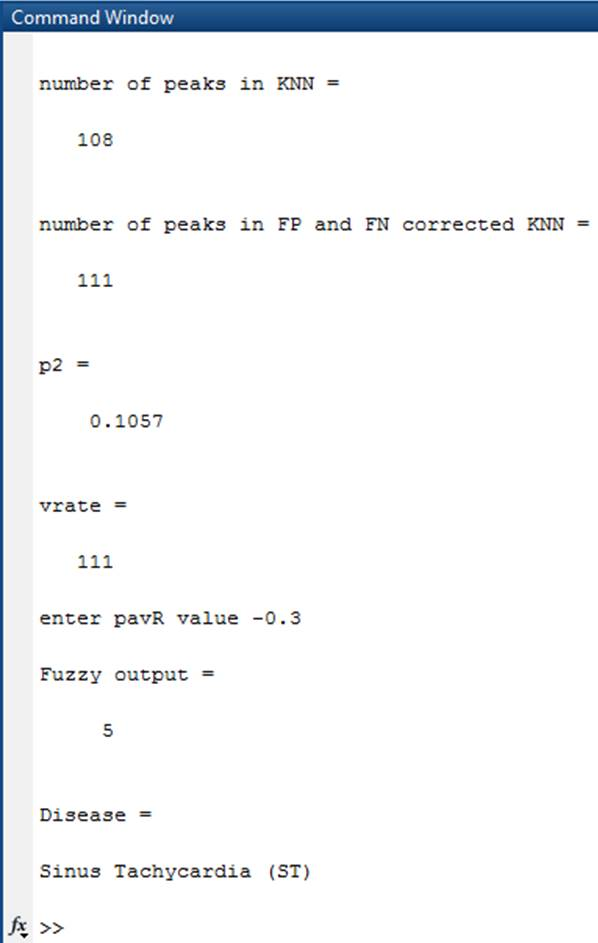 Command Window
number of peaks in KNN =
108
number of peaks in FP and FN corrected KNN =
111
p2 =
0.1057
vrate =
111
enter pavR value -0.3
Fuzzy output =
5
Disease =
Sinus Tachycardia (ST)
fx >>